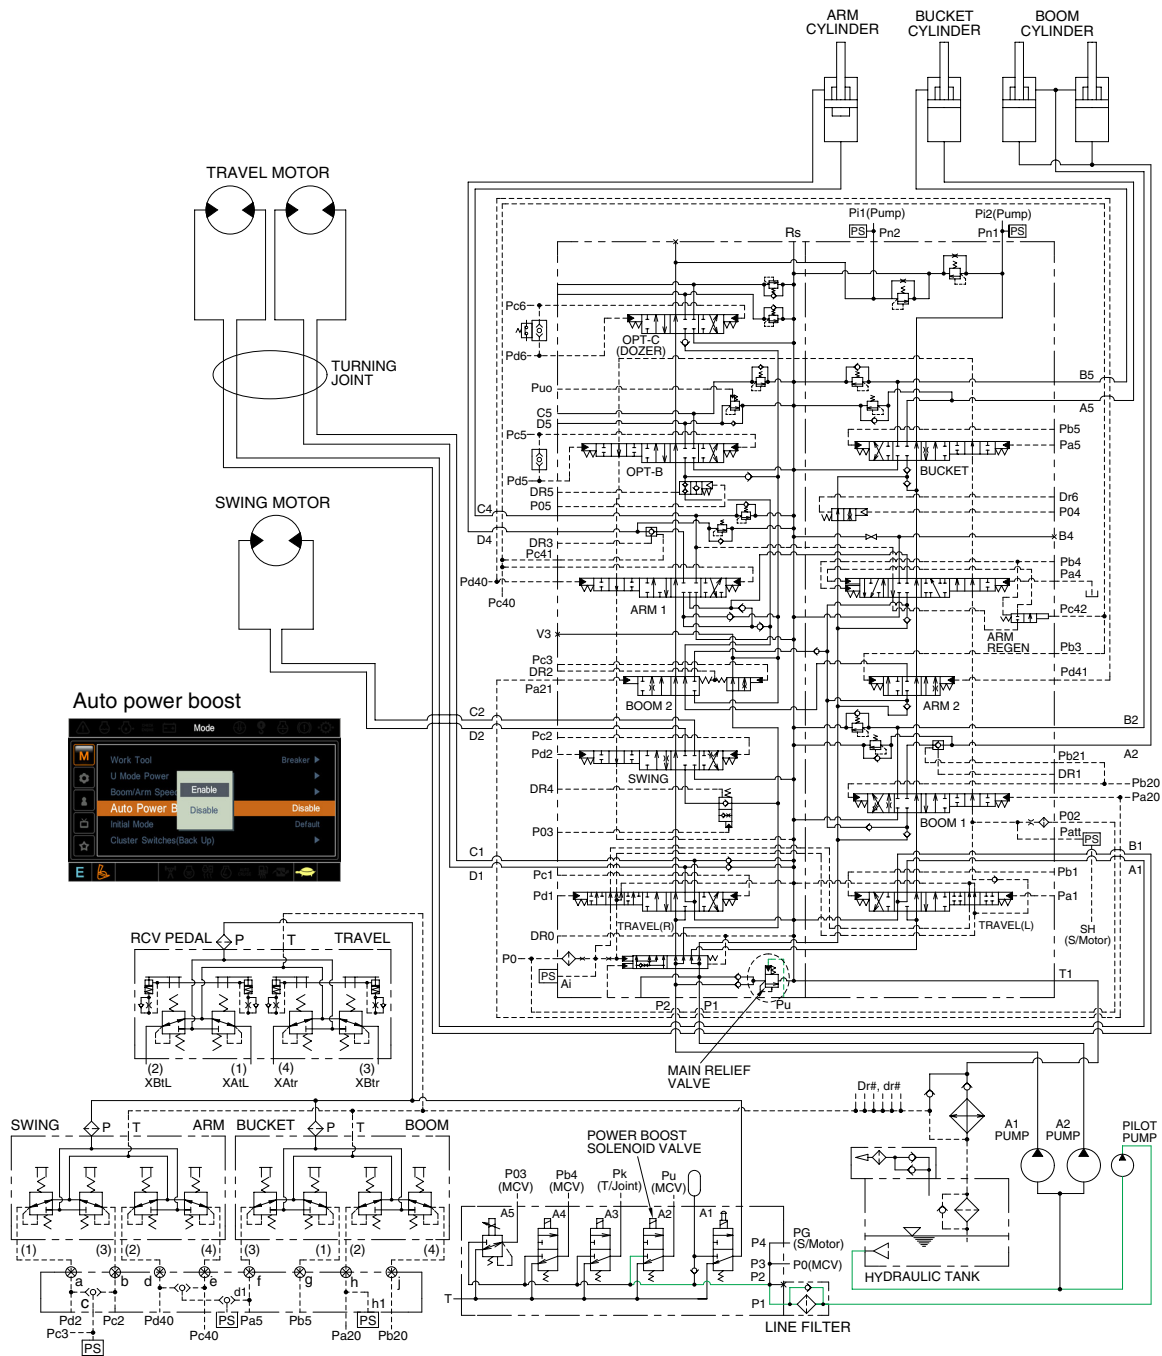 ARM
CYLINDER
BUCKET
CYLINDER
BOOM
CYLINDER
TRAVEL MOTOR
TURNING
JOINT
SWING MOTOR
Pi1(Pump)
PS
Pn2
Pi2(Pump)
Pn1
PS
Rs
Pc6
Pd6
OPT-C
(DOZER)
Puo
C5
D5
Pc5
Pd5
OPT-B
DR5
P05
C4
D4
DR3
Pc41
Pd40
Pc40
ARM 1
V3
Pc3
DR2
Pa21
BOOM 2
C2
D2
Pc2
Pd2
SWING
DR4
P03
C1
D1
Pc1
Pd1
TRAVEL(R)
DR0
P0
PS
Ai
P2
P1
Pu
B5
A5
Pb5
Pa5
BUCKET
Dr6
P04
B4
Pb4
Pa4
Pc42
ARM
REGEN
Pb3
Pd41
ARM 2
B2
A2
Pb21
DR1
Pb20
Pa20
BOOM 1
P02
Patt
PS
B1
A1
Pb1
Pa1
TRAVEL(L)
SH
(S/Motor)
T1
MAIN RELIEF
VALVE
Auto power boost
Mode
M
Work Tool
Breaker
U Mode Power
Boom/Arm Speed
Enable
Disable
Auto Power B
Disable
Initial Mode
Default
Cluster Switches(Back Up)
E
RCV PEDAL
P
T
TRAVEL
(2)
XBtL
(1)
XAtL
(4)
XAtr
(3)
XBtr
SWING
P
T
ARM
BUCKET
P
T
BOOM
(1)
(3)
(2)
(4)
(3)
(1)
(2)
(4)
a
b
d
e
f
g
h
j
c
d1
h1
Pd2
Pc2
Pd40
PS
Pa5
Pb5
PS
Pc3
Pc40
Pa20
Pb20
PS
POWER BOOST
SOLENOID VALVE
P03
(MCV)
Pb4
(MCV)
Pk
(T/Joint)
Pu
(MCV)
A5
A4
A3
A2
A1
P4
PG
(S/Motor)
P3
P0(MCV)
P2
P1
T
LINE FILTER
Dr#, dr#
A1
PUMP
A2
PUMP
PILOT
PUMP
HYDRAULIC TANK